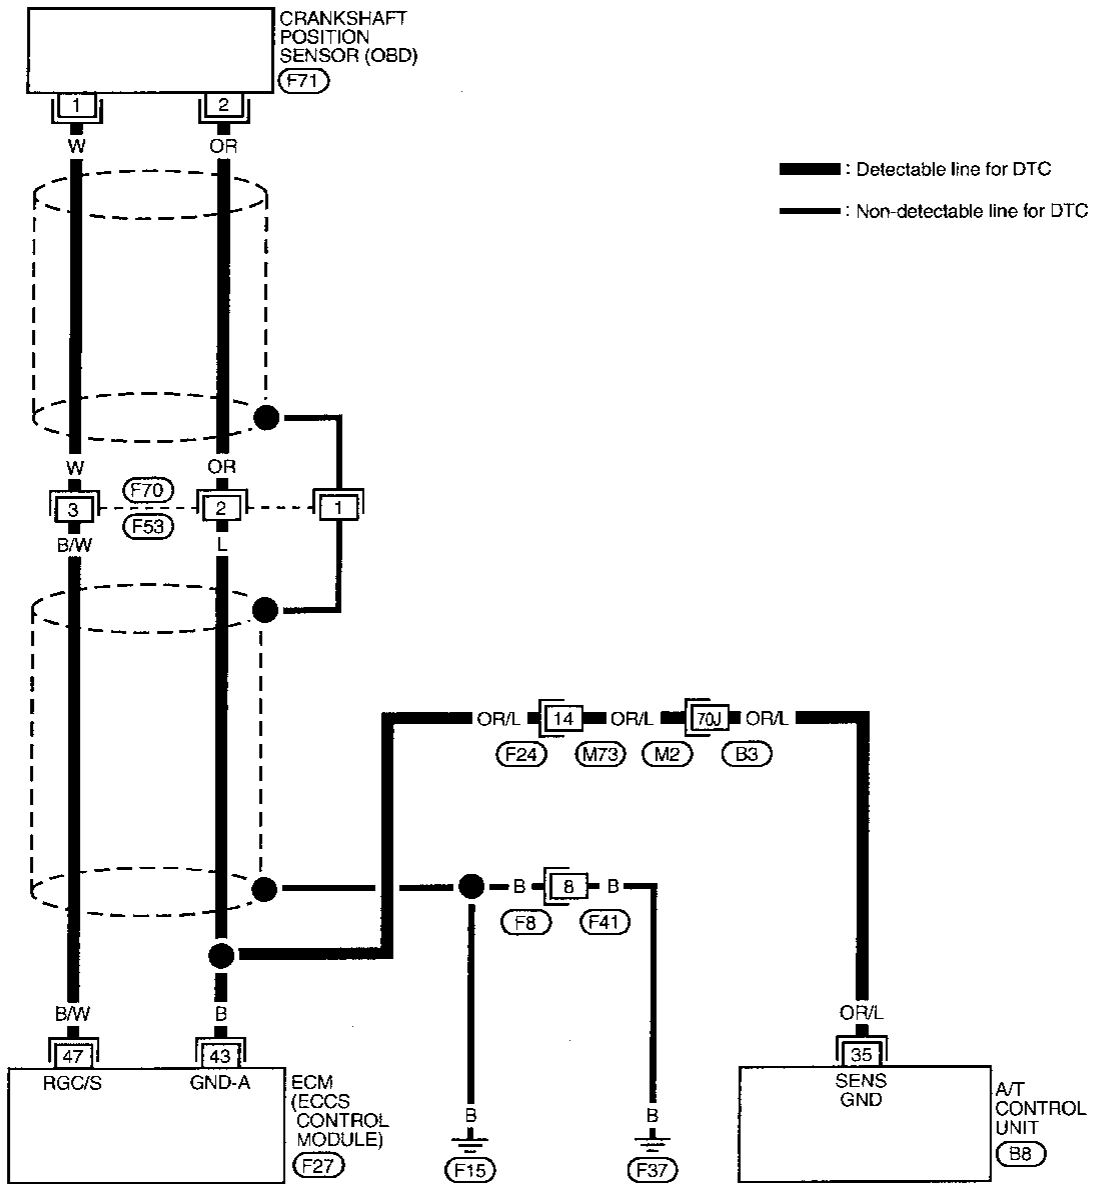 CRANKSHAFT
POSITION
SENSOR (OBD)
F71
1
2
W
OR
: Detectable line for DTC
: Non-detectable line for DTC
W
OR
F70
3
2
1
F53
B/W
L
OR/L
14
OR/L
70J
OR/L
F24
M73
M2
B3
B
8
B
F8
F41
B/W
B
OR/L
47
43
35
RGC/S
GND-A
ECM
(ECCS
CONTROL
MODULE)
F27
SENS
GND
A/T
CONTROL
UNIT
B8
B
B
F15
F37